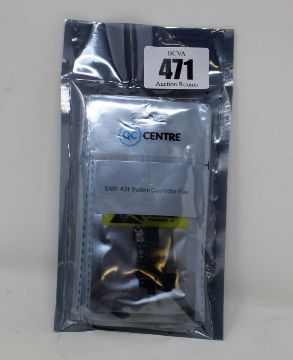 BCVA
471
Auction Rooms
QC CENTRE
SAM A31 System Connector Flex